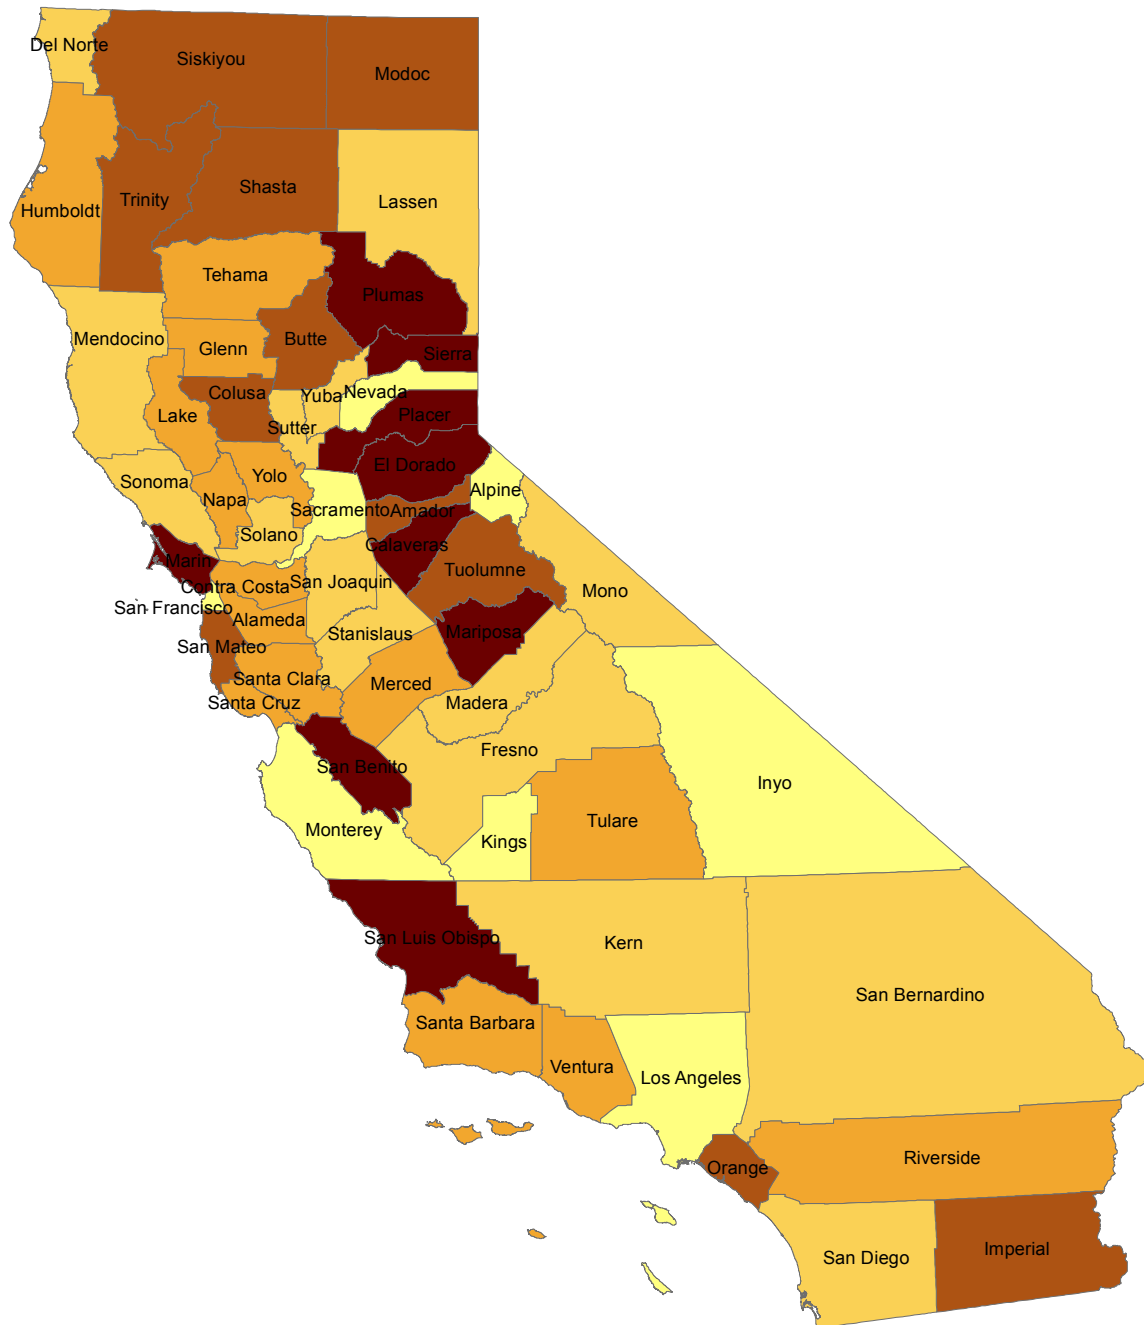 Del Norte
Siskiyou
Modoc
Humboldt
Trinity
Shasta
Lassen
Tehama
Plumas
Mendocino
Glenn
Butte
Sierra
Colusa
Lake
Yuba
Nevada
Sutter
Placer
Sonoma
Napa
Yolo
El Dorado
Sacramento
Amador
Alpine
Solano
Calaveras
Marin
Contra Costa
San Joaquin
Tuolumne
Mono
San Francisco
Alameda
Stanislaus
Mariposa
San Mateo
Santa Clara
Merced
Santa Cruz
Madera
Fresno
San Benito
Inyo
Monterey
Kings
Tulare
San Luis Obispo
Kern
San Bernardino
Santa Barbara
Ventura
Los Angeles
Orange
Riverside
San Diego
Imperial